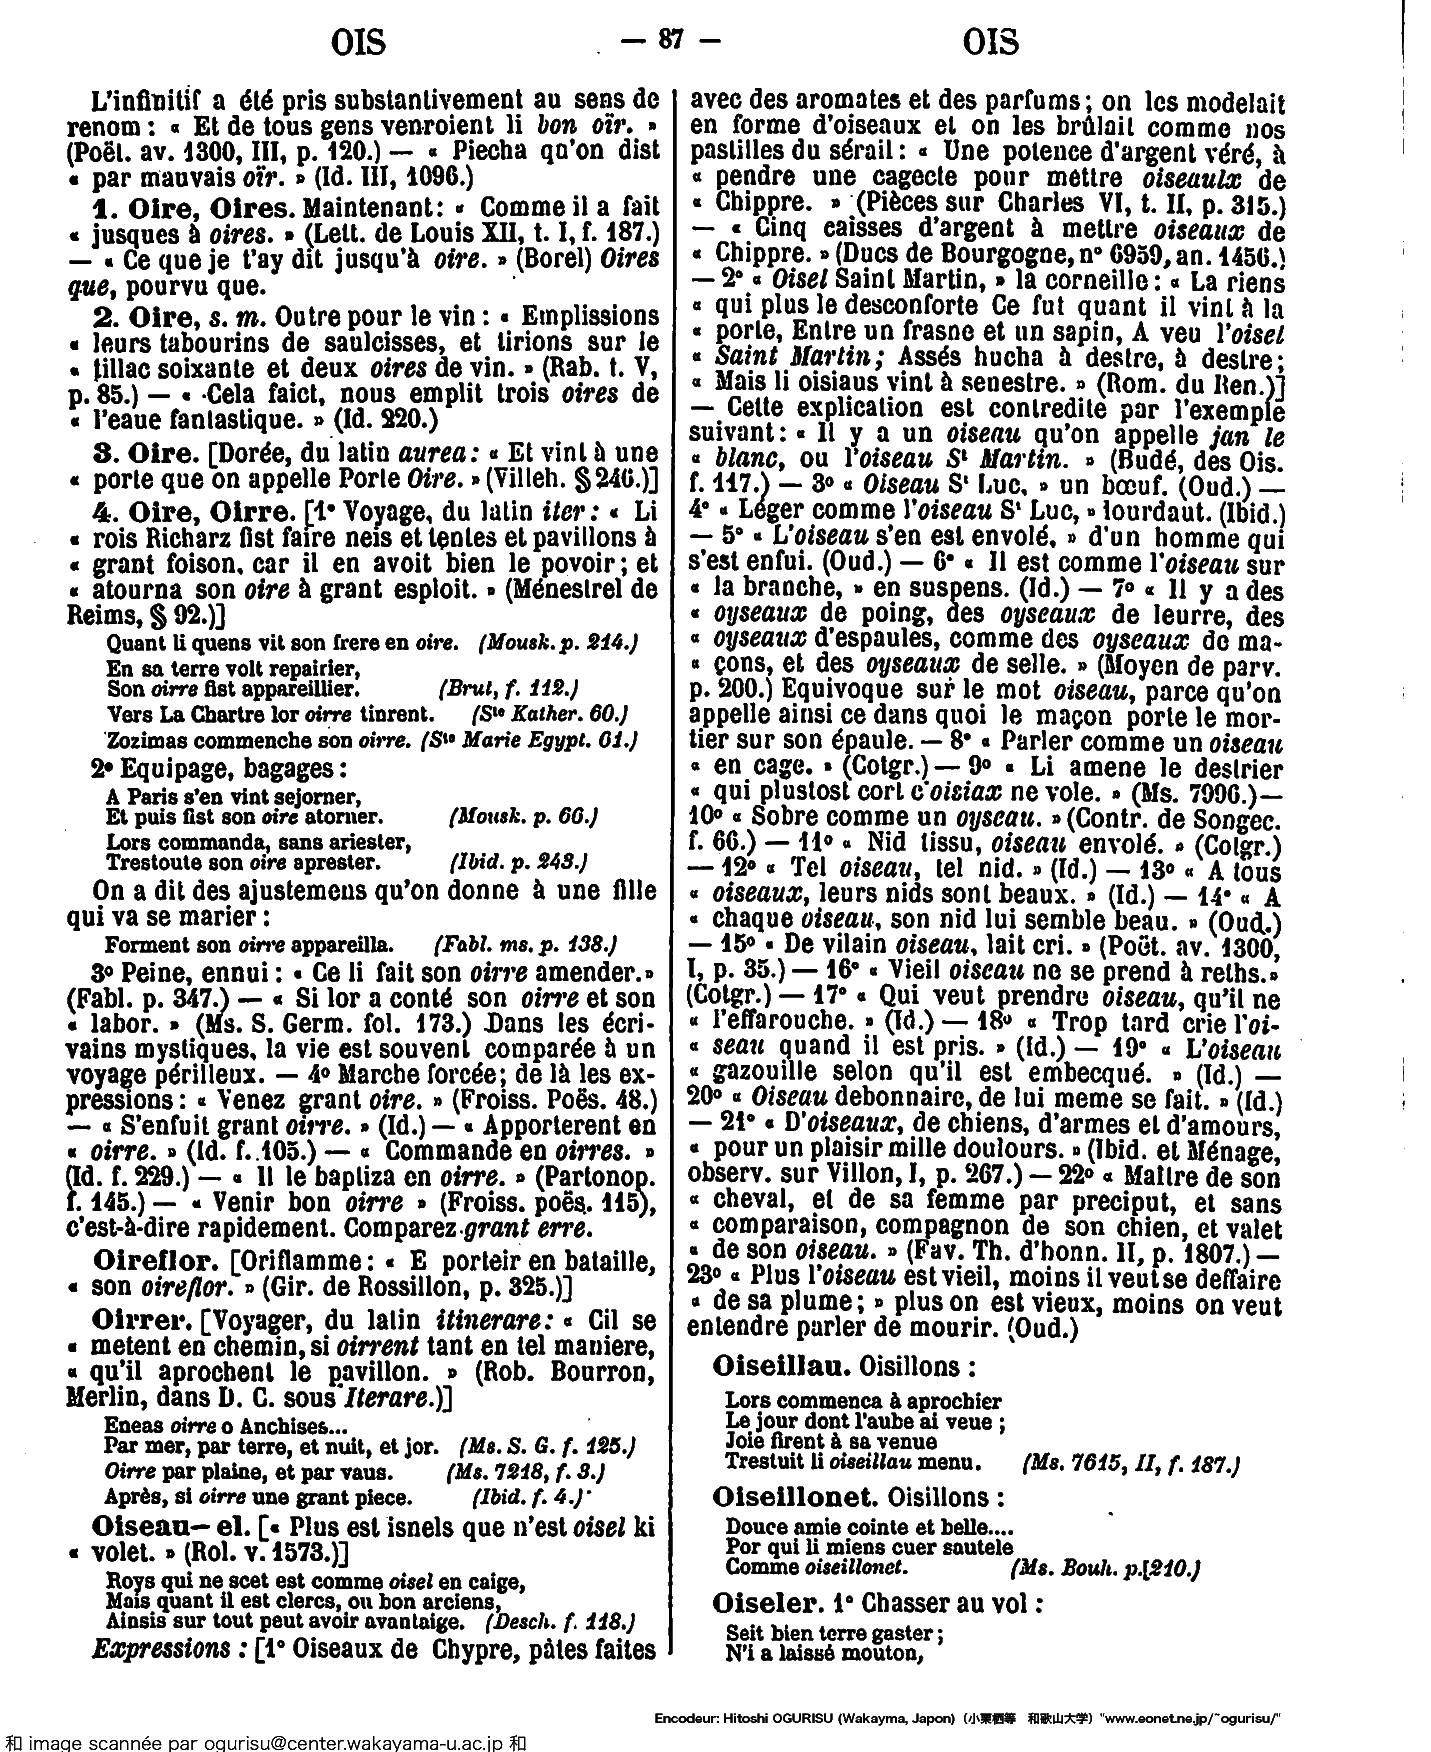 OIS — 87 — OIS
L'infinitif a été pris substantivement au sens de
renom : « Et de tous gens venroient li bon oïr. »
(Poët. av. 1300, III, p. 120.) — « Piecha qu'on dist
« par mauvais oïr. » (Id. III, 1096.)
1. Oire, Oires. Maintenant : « Comme il a fait
« jusques à oires. » (Lett. de Louis XII, t. I, f. 187.)
— « Ce que je t'ay dit jusqu'à oire. » (Borel) Oires
que, pourvu que.
2. Oire, s. m. Outre pour le vin : « Emplissions
« leurs tabourins de saulcisses, et tirions sur le
« tillac soixante et deux oires de vin. » (Rab. t. V,
p. 85.) — « Cela faict, nous emplit trois oires de
« l'eaue fantastique. » (Id. 220.)
3. Oire. [Dorée, du latin aurea : « Et vint à une
« porte que on appelle Porte Oire. » (Villeh. § 246.)]
4. Oire, Oirre. [1° Voyage, du latin iter : « Li
« rois Richarz fist faire neis et tentes et pavillons à
« grant foison, car il en avoit bien le povoir ; et
« atourna son oire à grant esploit. » (Ménestrel de
Reims, § 92.)]
Quant li quens vit son frere en oire. (Mousk. p. 214.)
En sa terre volt repairier,
Son oirre fist appareillier. (Brut, f. 112.)
Vers La Chartre lor oirre tinrent. (Ste Kather. 60.)
Zozimas commenche son oirre. (Ste Marie Egypt. 61.)
2° Equipage, bagages :
A Paris s'en vint sejorner,
Et puis fist son oire atorner. (Mousk. p. 66.)
Lors commanda, sans ariester,
Trestoute son oire aprester. (Ibid. p. 243.)
On a dit des ajustemens qu'on donne à une fille
qui va se marier :
Forment son oirre appareilla. (Fabl. ms. p. 138.)
3° Peine, ennui : « Ce li fait son oirre amender. »
(Fabl. p. 347.) — « Si lor a conté son oirre et son
« labor. » (Ms. S. Germ. fol. 173.) Dans les écri-
vains mystiques, la vie est souvent comparée à un
voyage périlleux. — 4° Marche forcée ; de là les ex-
pressions : « Venez grant oire. » (Froiss. Poës. 48.)
— « S'enfuit grant oirre. » (Id.) — « Apporterent en
« oirre. » (Id. f. 105.) — « Commande en oirres. »
(Id. f. 229.) — « Il le baptiza en oirre. » (Partonop.
f. 145.) — « Venir bon oirre » (Froiss. poës. 115),
c'est-à-dire rapidement. Comparez grant erre.
Oireflor. [Oriflamme : « E porteir en bataille,
« son oireflor. » (Gir. de Rossillon, p. 325.)]
Oirrer. [Voyager, du latin itinerare : « Cil se
« metent en chemin, si oirrent tant en tel maniere,
« qu'il aprochent le pavillon. » (Rob. Bourron,
Merlin, dans D. C. sous Iterare.)]
Eneas oirre o Anchises...
Par mer, par terre, et nuit, et jor. (Ms. S. G. f. 125.)
Oirre par plaine, et par vaus. (Ms. 7218, f. 3.)
Après, si oirre une grant piece. (Ibid. f. 4.)
Oiseau—el. [« Plus est isnels que n'est oisel ki
« volet. » (Rol. v. 1573.)]
Roys qui ne scet est comme oisel en caige,
Mais quant il est clercs, ou bon arciens,
Ainsis sur tout peut avoir avantaige. (Desch. f. 118.)
Expressions : [1° Oiseaux de Chypre, pâtes faites
avec des aromates et des parfums ; on les modelait
en forme d'oiseaux et on les brûlait comme nos
pastilles du sérail : « Une potence d'argent véré, à
« pendre une cagecte pour mettre oiseaulx de
« Chippre. » (Pièces sur Charles VI, t. II, p. 315.)
— « Cinq caisses d'argent à mettre oiseaux de
« Chippre. » (Ducs de Bourgogne, n° 6959, an. 1456.)
— 2° « Oisel Saint Martin, » la corneille : « La riens
« qui plus le desconforte Ce fut quant il vint à la
« porte, Entre un frasne et un sapin, A veu l'oisel
« Saint Martin ; Assés hucha à destre, à destre ;
« Mais li oisiaus vint à senestre. » (Rom. du Ren.)]
— Cette explication est contredite par l'exemple
suivant : « Il y a un oiseau qu'on appelle jan le
« blanc, ou l'oiseau St Martin. » (Budé, des Ois.
f. 117.) — 3° « Oiseau St Luc, » un bœuf. (Oud.) —
4° « Léger comme l'oiseau St Luc, » lourdaut. (Ibid.)
— 5° « L'oiseau s'en est envolé, » d'un homme qui
s'est enfui. (Oud.) — 6° « Il est comme l'oiseau sur
« la branche, » en suspens. (Id.) — 7° « Il y a des
« oyseaux de poing, des oyseaux de leurre, des
« oyseaux d'espaules, comme des oyseaux de ma-
« çons, et des oyseaux de selle. » (Moyen de parv.
p. 200.) Equivoque sur le mot oiseau, parce qu'on
appelle ainsi ce dans quoi le maçon porte le mor-
tier sur son épaule. — 8° « Parler comme un oiseau
« en cage. » (Cotgr.) — 9° « Li amene le destrier
« qui plustost cort c'oisiax ne vole. » (Ms. 7996.) —
10° « Sobre comme un oyseau. » (Contr. de Songec.
f. 66.) — 11° « Nid tissu, oiseau envolé. » (Cotgr.)
— 12° « Tel oiseau, tel nid. » (Id.) — 13° « A tous
« oiseaux, leurs nids sont beaux. » (Id.) — 14° « A
« chaque oiseau, son nid lui semble beau. » (Oud.)
— 15° « De vilain oiseau, lait cri. » (Poët. av. 1300,
I, p. 35.) — 16° « Vieil oiseau ne se prend à reths. »
(Cotgr.) — 17° « Qui veut prendre oiseau, qu'il ne
« l'effarouche. » (Id.) — 18° « Trop tard crie l'oi-
« seau quand il est pris. » (Id.) — 19° « L'oiseau
« gazouille selon qu'il est embecqué. » (Id.) —
20° « Oiseau debonnaire, de lui meme se fait. » (Id.)
— 21° « D'oiseaux, de chiens, d'armes et d'amours,
« pour un plaisir mille doulours. » (Ibid. et Ménage,
observ. sur Villon, I, p. 267.) — 22° « Maltre de son
« cheval, et de sa femme par preciput, et sans
« comparaison, compagnon de son chien, et valet
« de son oiseau. » (Fav. Th. d'honn. II, p. 1807.) —
23° « Plus l'oiseau est vieil, moins il veut se deffaire
« de sa plume ; » plus on est vieux, moins on veut
entendre parler de mourir. (Oud.)
Oiseillau. Oisillons :
Lors commenca à aprochier
Le jour dont l'aube ai veue ;
Joie firent à sa venue
Trestuit li oiseillau menu. (Ms. 7615, II, f. 187.)
Oiseillonet. Oisillons :
Douce amie cointe et belle....
Por qui li miens cuer sautele
Comme oiseillonet. (Ms. Bouh. p.[210.)
Oiseler. 1° Chasser au vol :
Seit bien terre gaster ;
N'i a laissé mouton,
Encodeur: Hitoshi OGURISU (Wakayma, Japon) (小栗栖等 和歌山大学) "www.eonet.ne.jp/~ogurisu/"
和 image scannée par ogurisu@center.wakayama-u.ac.jp 和